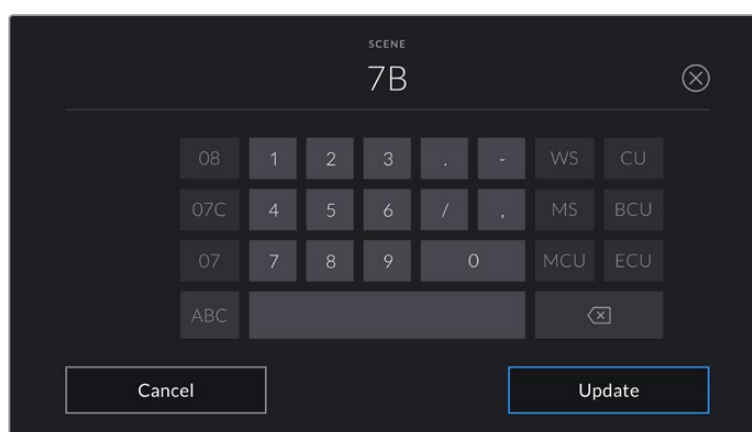 SCENE
7B
08 1 2 3 . - WS CU
07C 4 5 6 / , MS BCU
07 7 8 9 0 MCU ECU
ABC
Cancel Update